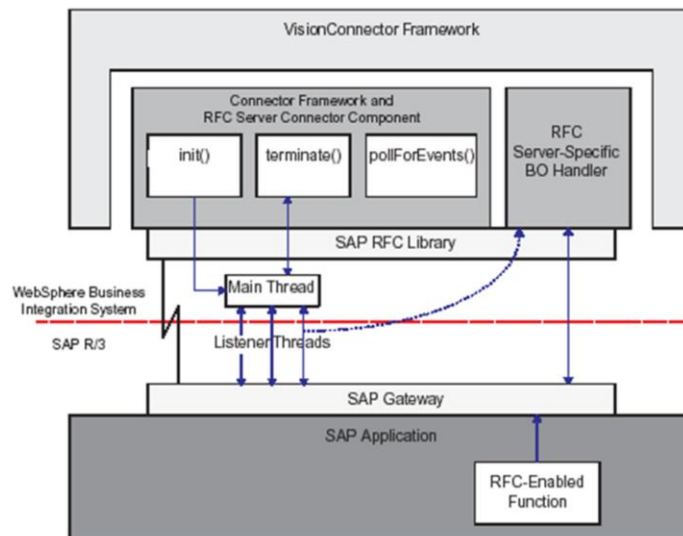 VisionConnector Framework
Connector Framework and
RFC Server Connector Component
init()
terminate()
pollForEvents()
RFC
Server-Specific
BO Handler
SAP RFC Library
Main Thread
WebSphere Business
Integration System
SAP R/3
Listener Threads
SAP Gateway
SAP Application
RFC-Enabled
Function